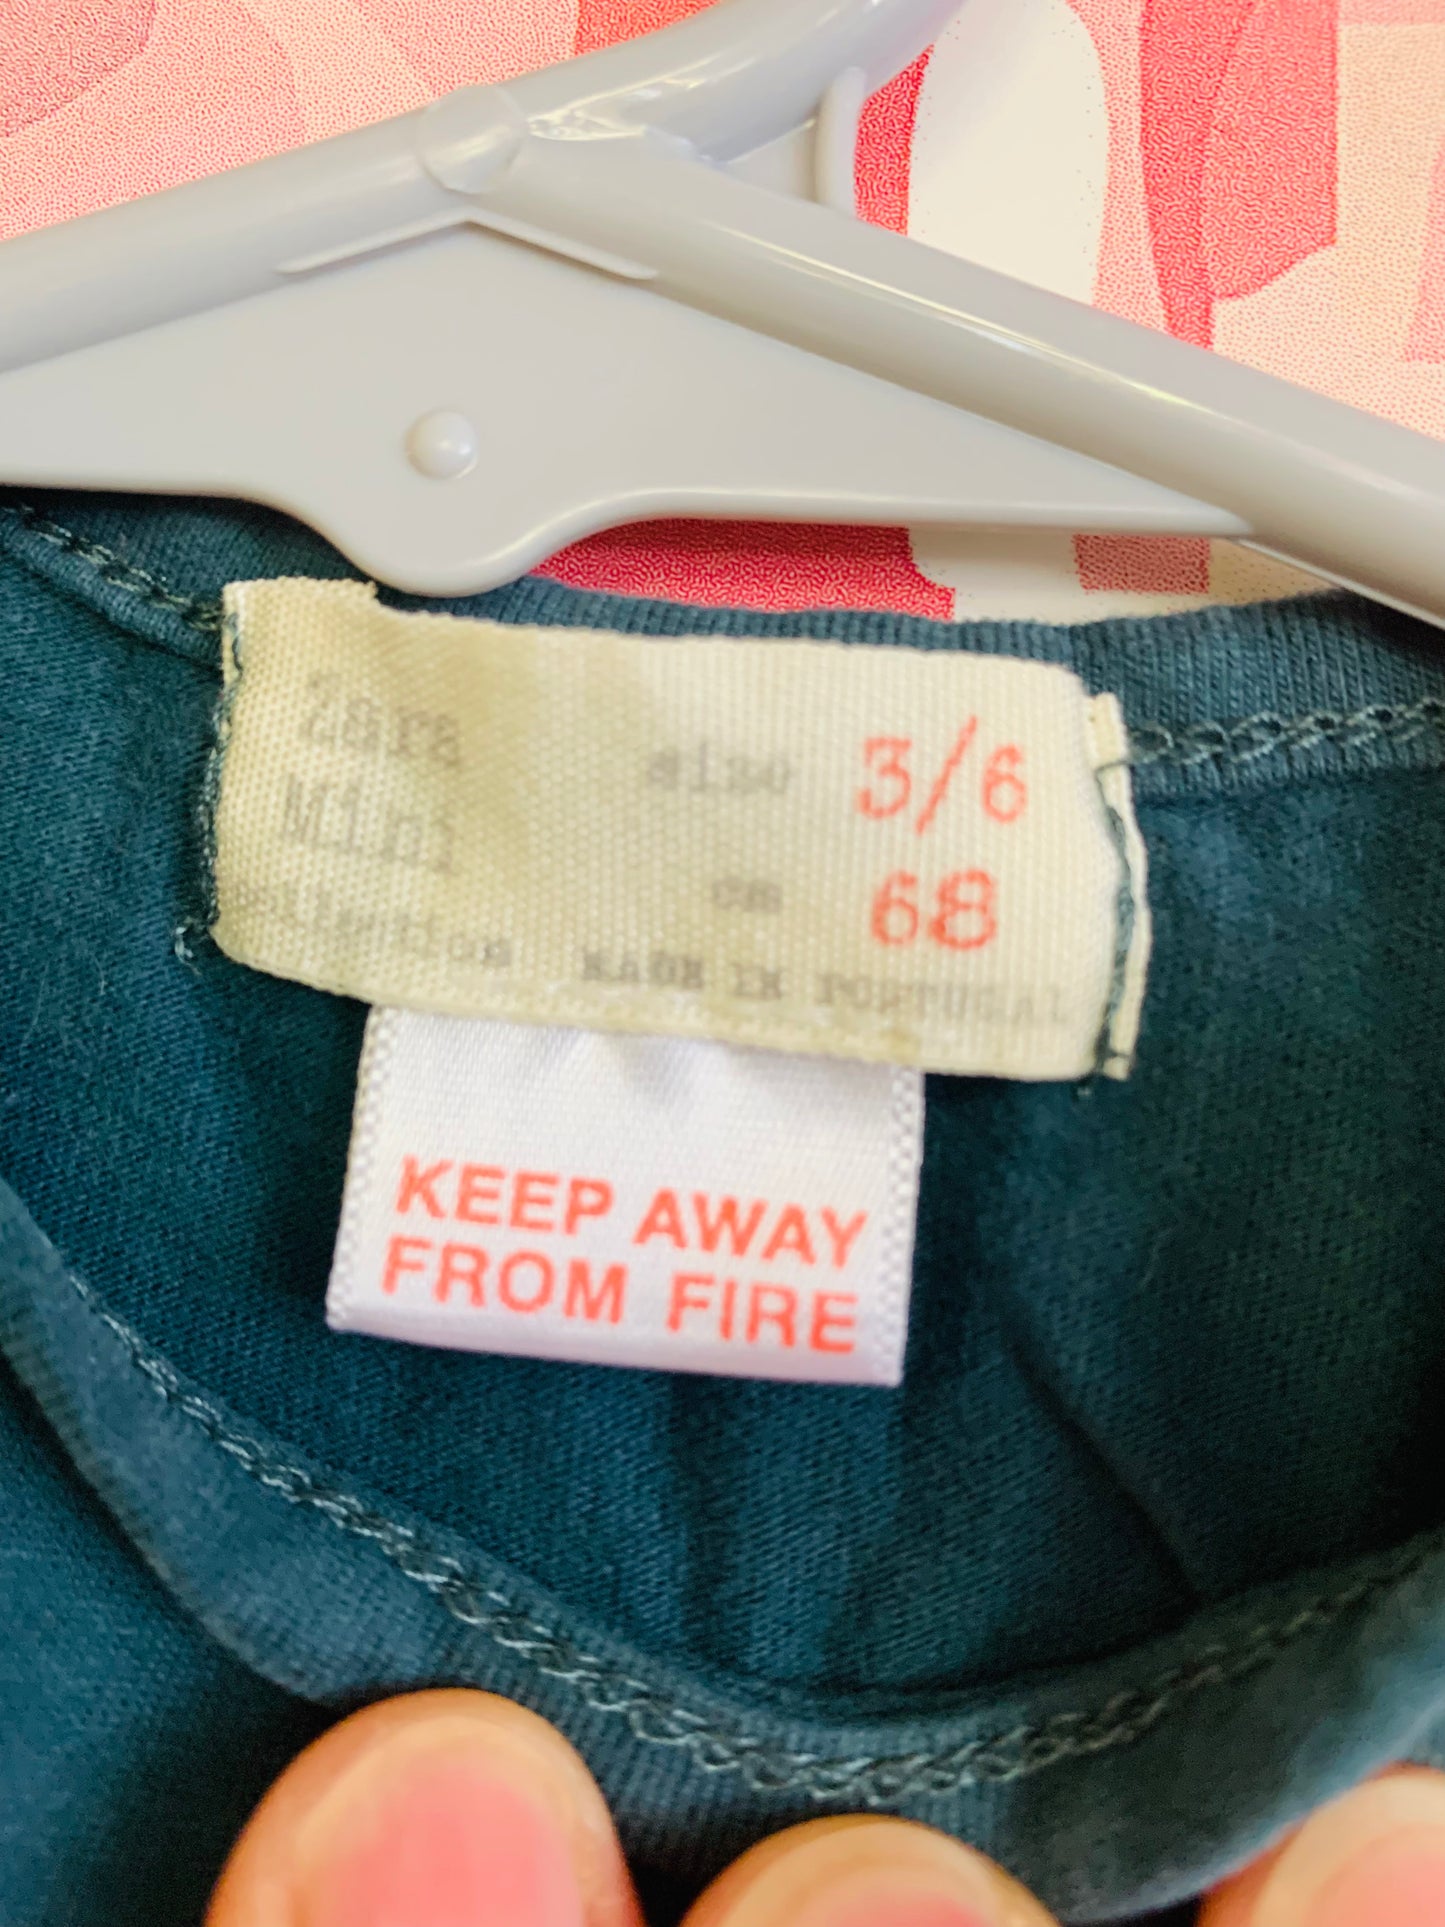 Zara size 3/6
Mini cm 68
collection MADE IN PORTUGAL
KEEP AWAY
FROM FIRE